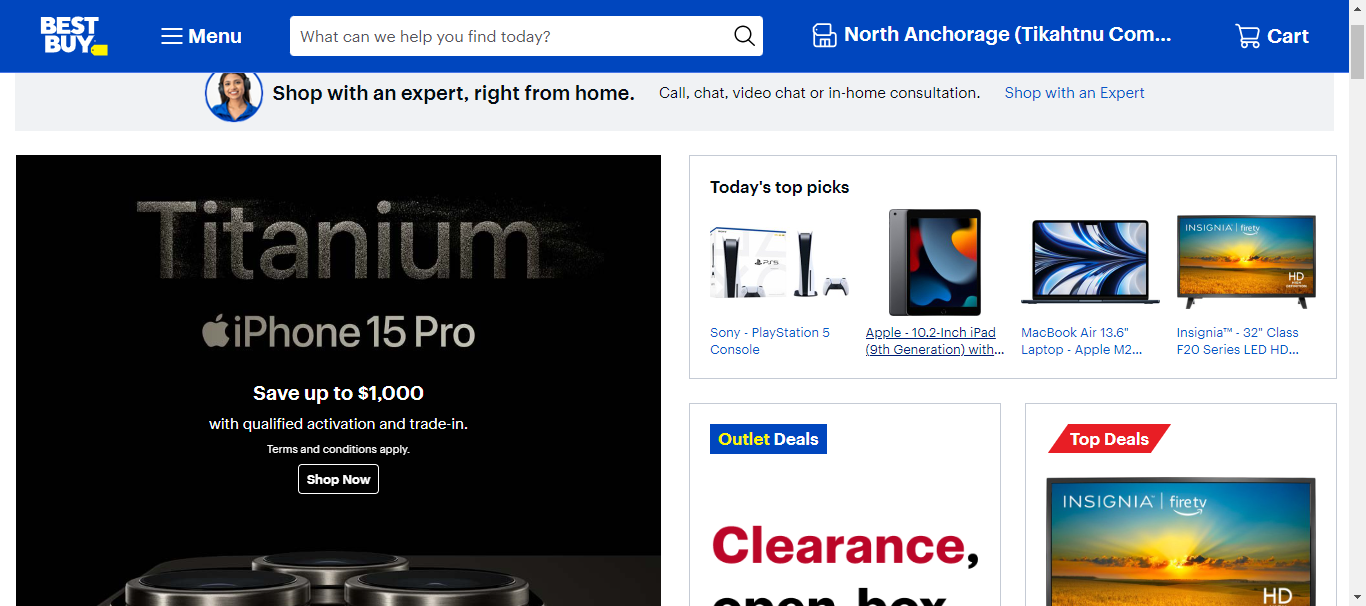 BEST
BUY
Menu
What can we help you find today?
North Anchorage (Tikahtnu Com...
Cart
Shop with an expert, right from home.
Call, chat, video chat or in-home consultation.
Shop with an Expert
Titanium
iPhone 15 Pro
Save up to $1,000
with qualified activation and trade-in.
Terms and conditions apply.
Shop Now
Today's top picks
PS5
INSIGNIA | fire tv
HD
Sony - PlayStation 5
Console
Apple - 10.2-Inch iPad
(9th Generation) with...
MacBook Air 13.6"
Laptop - Apple M2...
Insignia™ - 32" Class
F20 Series LED HD...
Outlet Deals
Clearance,
open-box
Top Deals
INSIGNIA | fire tv
HD